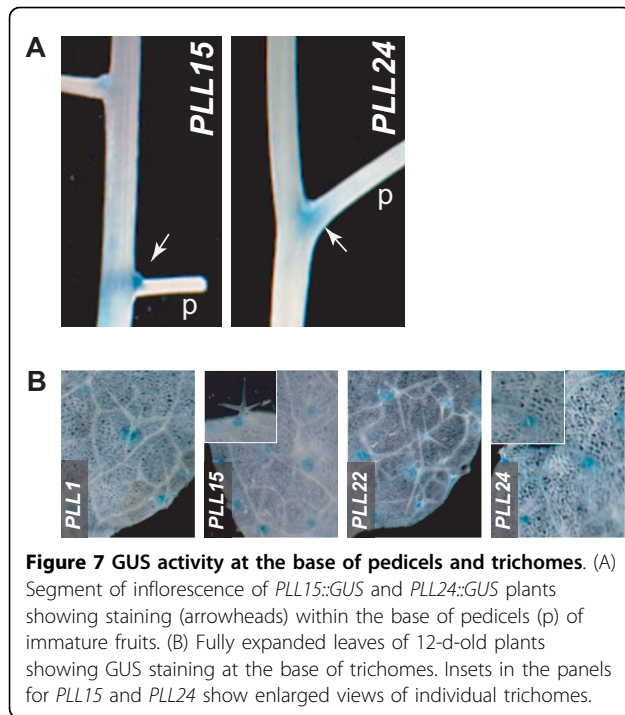 A
PLL15
p
PLL24
p
B
PLL1
PLL15
PLL22
PLL24
Figure 7 GUS activity at the base of pedicels and trichomes. (A)
Segment of inflorescence of PLL15::GUS and PLL24::GUS plants
showing staining (arrowheads) within the base of pedicels (p) of
immature fruits. (B) Fully expanded leaves of 12-d-old plants
showing GUS staining at the base of trichomes. Insets in the panels
for PLL15 and PLL24 show enlarged views of individual trichomes.